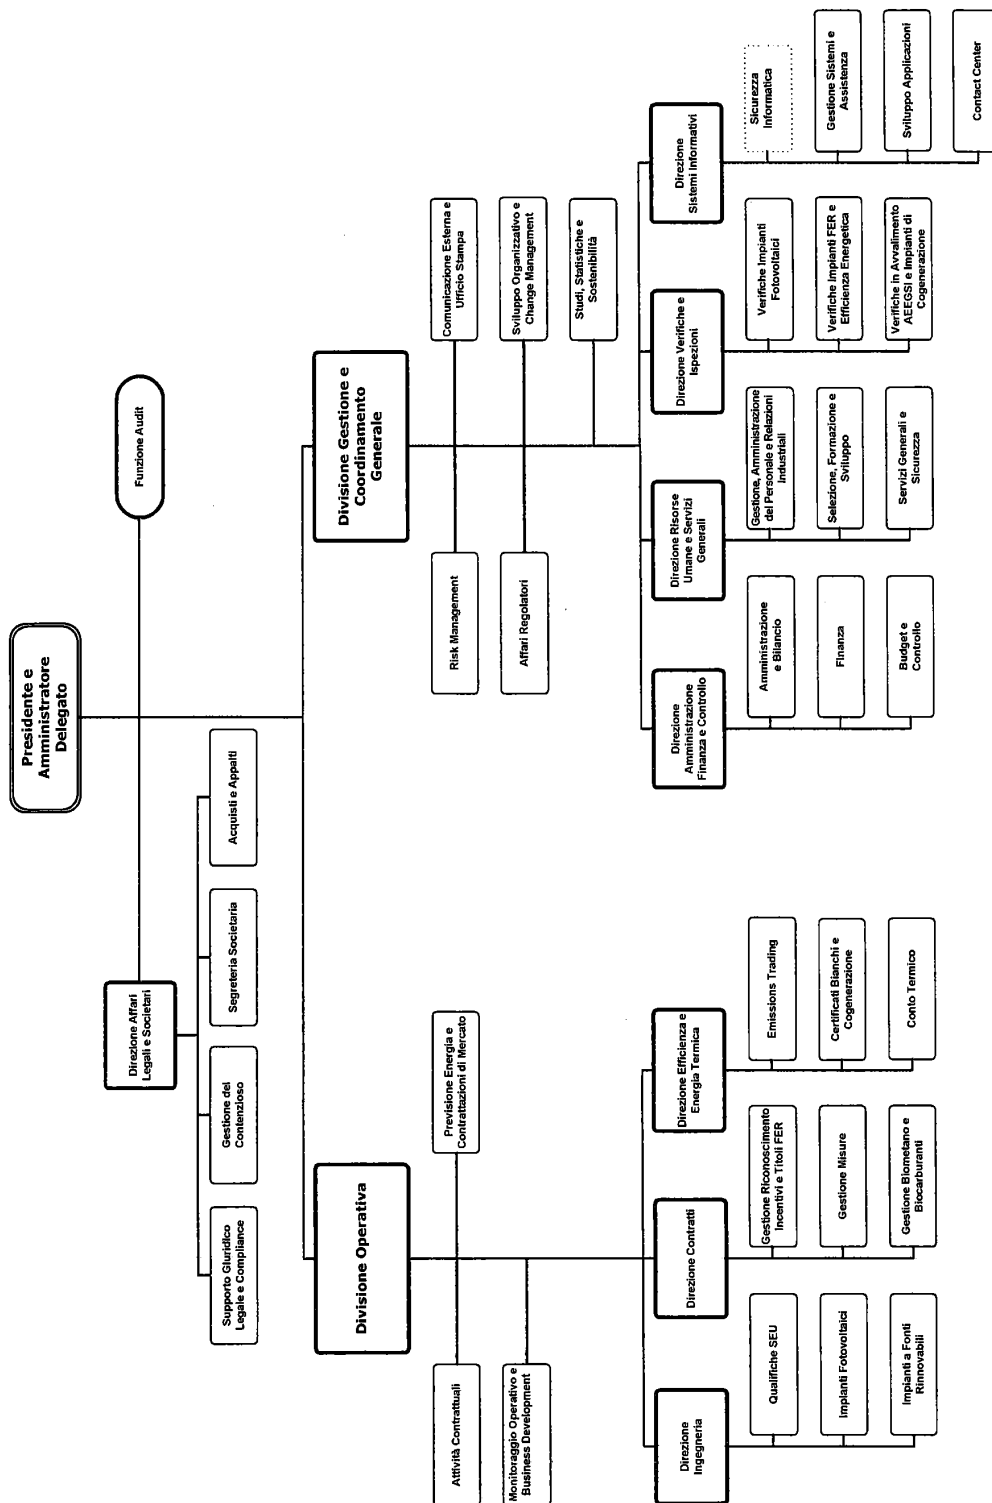 Presidente e
Amministratore
Delegato
Funzione Audit
Direzione Affari
Legali e Societari
Supporto Giuridico
Legale e Compliance
Gestione del
Contenzioso
Segreteria Societaria
Acquisti e Appalti
Divisione Operativa
Divisione Gestione e
Coordinamento
Generale
Attività Contrattuali
Previsione Energia e
Contrattazioni di Mercato
Monitoraggio Operativo e
Business Development
Risk Management
Comunicazione Esterna e
Ufficio Stampa
Affari Regolatori
Sviluppo Organizzativo e
Change Management
Studi, Statistiche e
Sostenibilità
Direzione
Ingegneria
Qualifiche SEU
Impianti Fotovoltaici
Impianti a Fonti
Rinnovabili
Direzione Contratti
Gestione Riconoscimento
Incentivi e Titoli FER
Gestione Misure
Gestione Biometano e
Biocarburanti
Direzione Efficienza e
Energia Termica
Emissions Trading
Certificati Bianchi e
Cogenerazione
Conto Termico
Direzione
Amministrazione
Finanza e Controllo
Amministrazione
e Bilancio
Finanza
Budget e
Controllo
Direzione Risorse
Umane e Servizi
Generali
Gestione, Amministrazione
del Personale e Relazioni
Industriali
Selezione, Formazione e
Sviluppo
Servizi Generali e
Sicurezza
Direzione Verifiche e
Ispezioni
Verifiche Impianti
Fotovoltaici
Verifiche Impianti FER e
Efficienza Energetica
Verifiche in Avvalimento
AEEGSI e Impianti di
Cogenerazione
Direzione
Sistemi Informativi
Sicurezza
Informatica
Gestione Sistemi e
Assistenza
Sviluppo Applicazioni
Contact Center